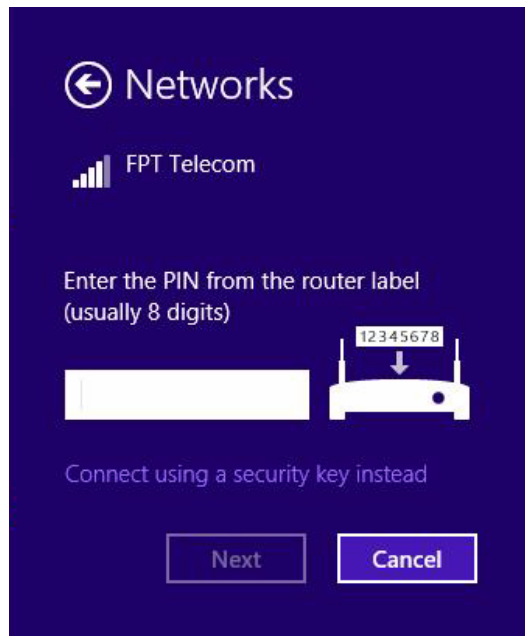 Networks
FPT Telecom
Enter the PIN from the router label
(usually 8 digits)
12345678
Connect using a security key instead
Next
Cancel